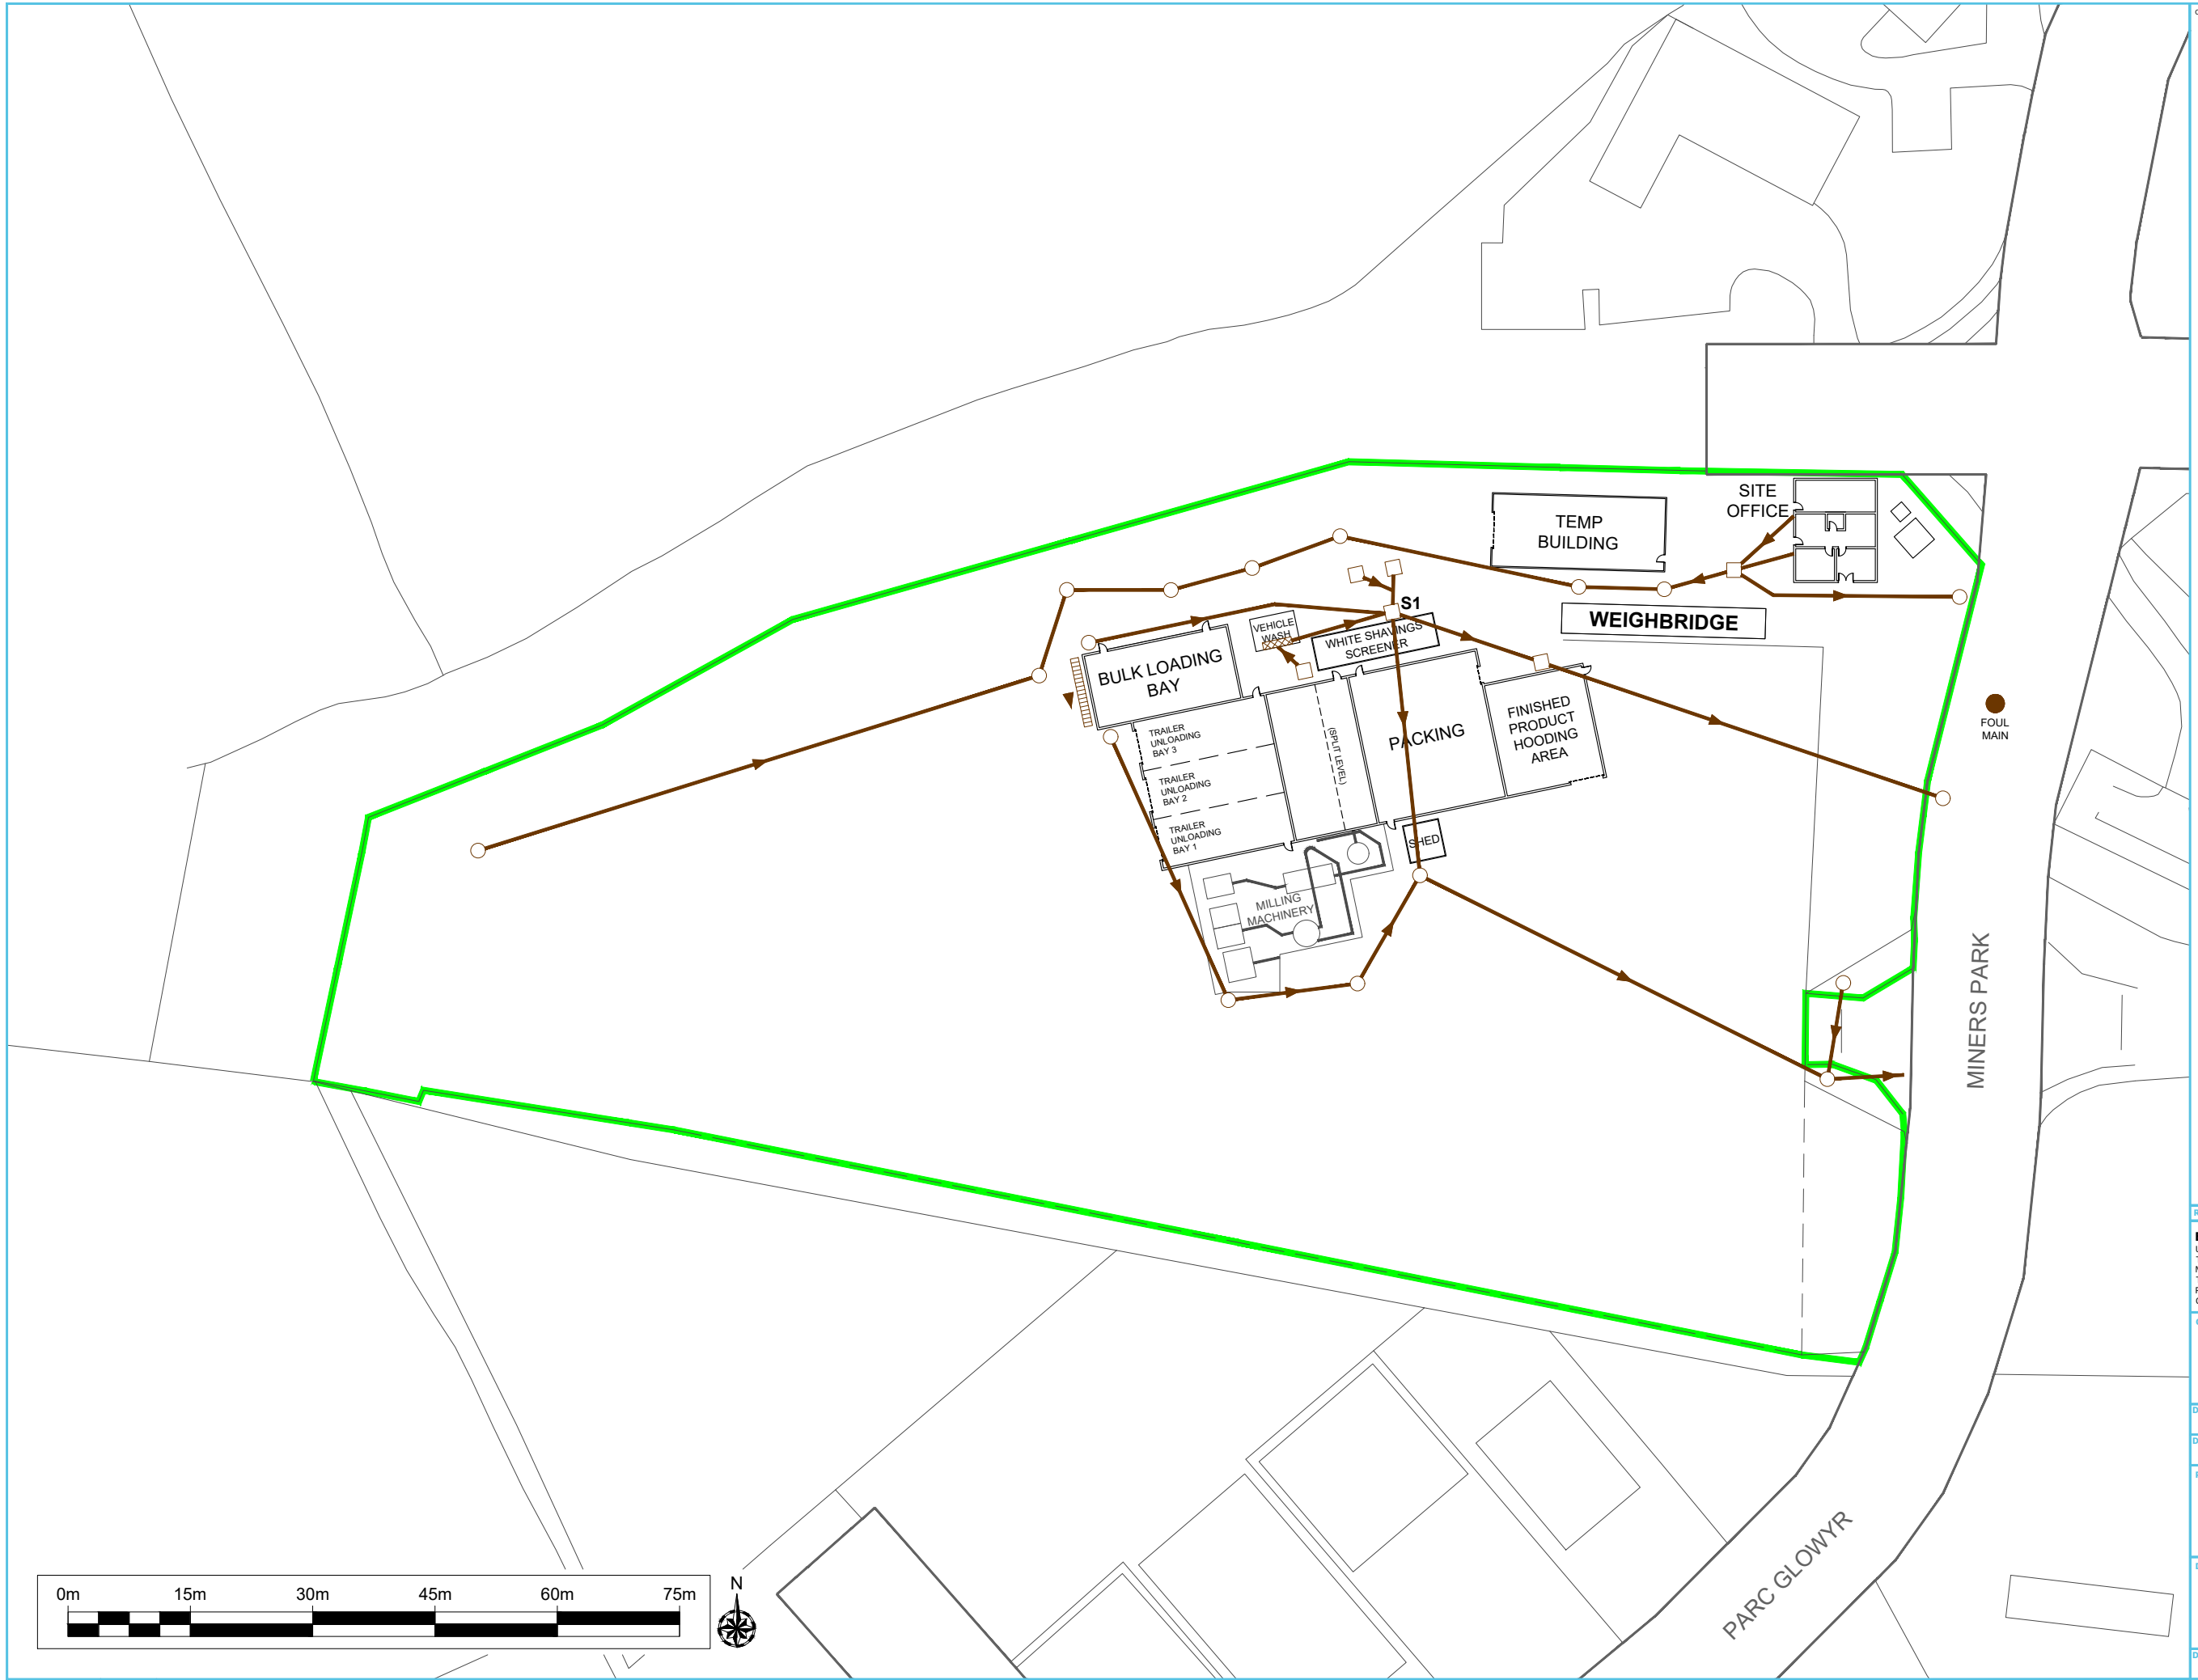 SITE
OFFICE
TEMP
BUILDING
S1
WEIGHBRIDGE
VEHICLE
WASH
WHITE SHAVINGS
SCREENER
BULK LOADING
BAY
FINISHED
PRODUCT
HOODING
AREA
FOUL
MAIN
PACKING
(SPLIT LEVEL)
TRAILER
UNLOADING
BAY 3
TRAILER
UNLOADING
BAY 2
TRAILER
UNLOADING
BAY 1
SHED
MILLING
MACHINERY
MINERS PARK
PARC GLOWYR
0m 15m 30m 45m 60m 75m
N